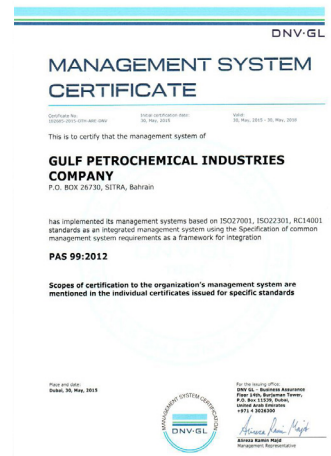 DNV·GL
MANAGEMENT SYSTEM
CERTIFICATE
Certificate No.
Initial certification date:
30, May, 2015
Valid:
30, May, 2015 - 30, May, 2018
This is to certify that the management system of
GULF PETROCHEMICAL INDUSTRIES
COMPANY
P.O. BOX 26730, SITRA, Bahrain
has implemented its management systems based on ISO27001, ISO22301, RC14001
standards as an integrated management system using the Specification of common
management system requirements as a framework for integration
PAS 99:2012
Scopes of certification to the organization's management system are
mentioned in the individual certificates issued for specific standards
Place and date:
Dubai, 30, May, 2015
MANAGEMENT SYSTEM CERTIFICATION
DNV·GL
For the issuing office:
DNV GL - Business Assurance
Floor 14th, Burjuman Tower,
P.O. Box 11539, Dubai,
United Arab Emirates
+971 4 3026300
Alireza Ramin Majd
Management Representative